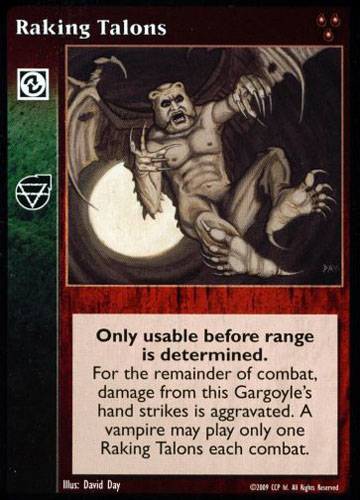 Raking Talons
DAY
Only usable before range
is determined.
For the remainder of combat,
damage from this Gargoyle's
hand strikes is aggravated. A
vampire may play only one
Raking Talons each combat.
Illus: David Day
©2009 CCP hf. All Rights Reserved